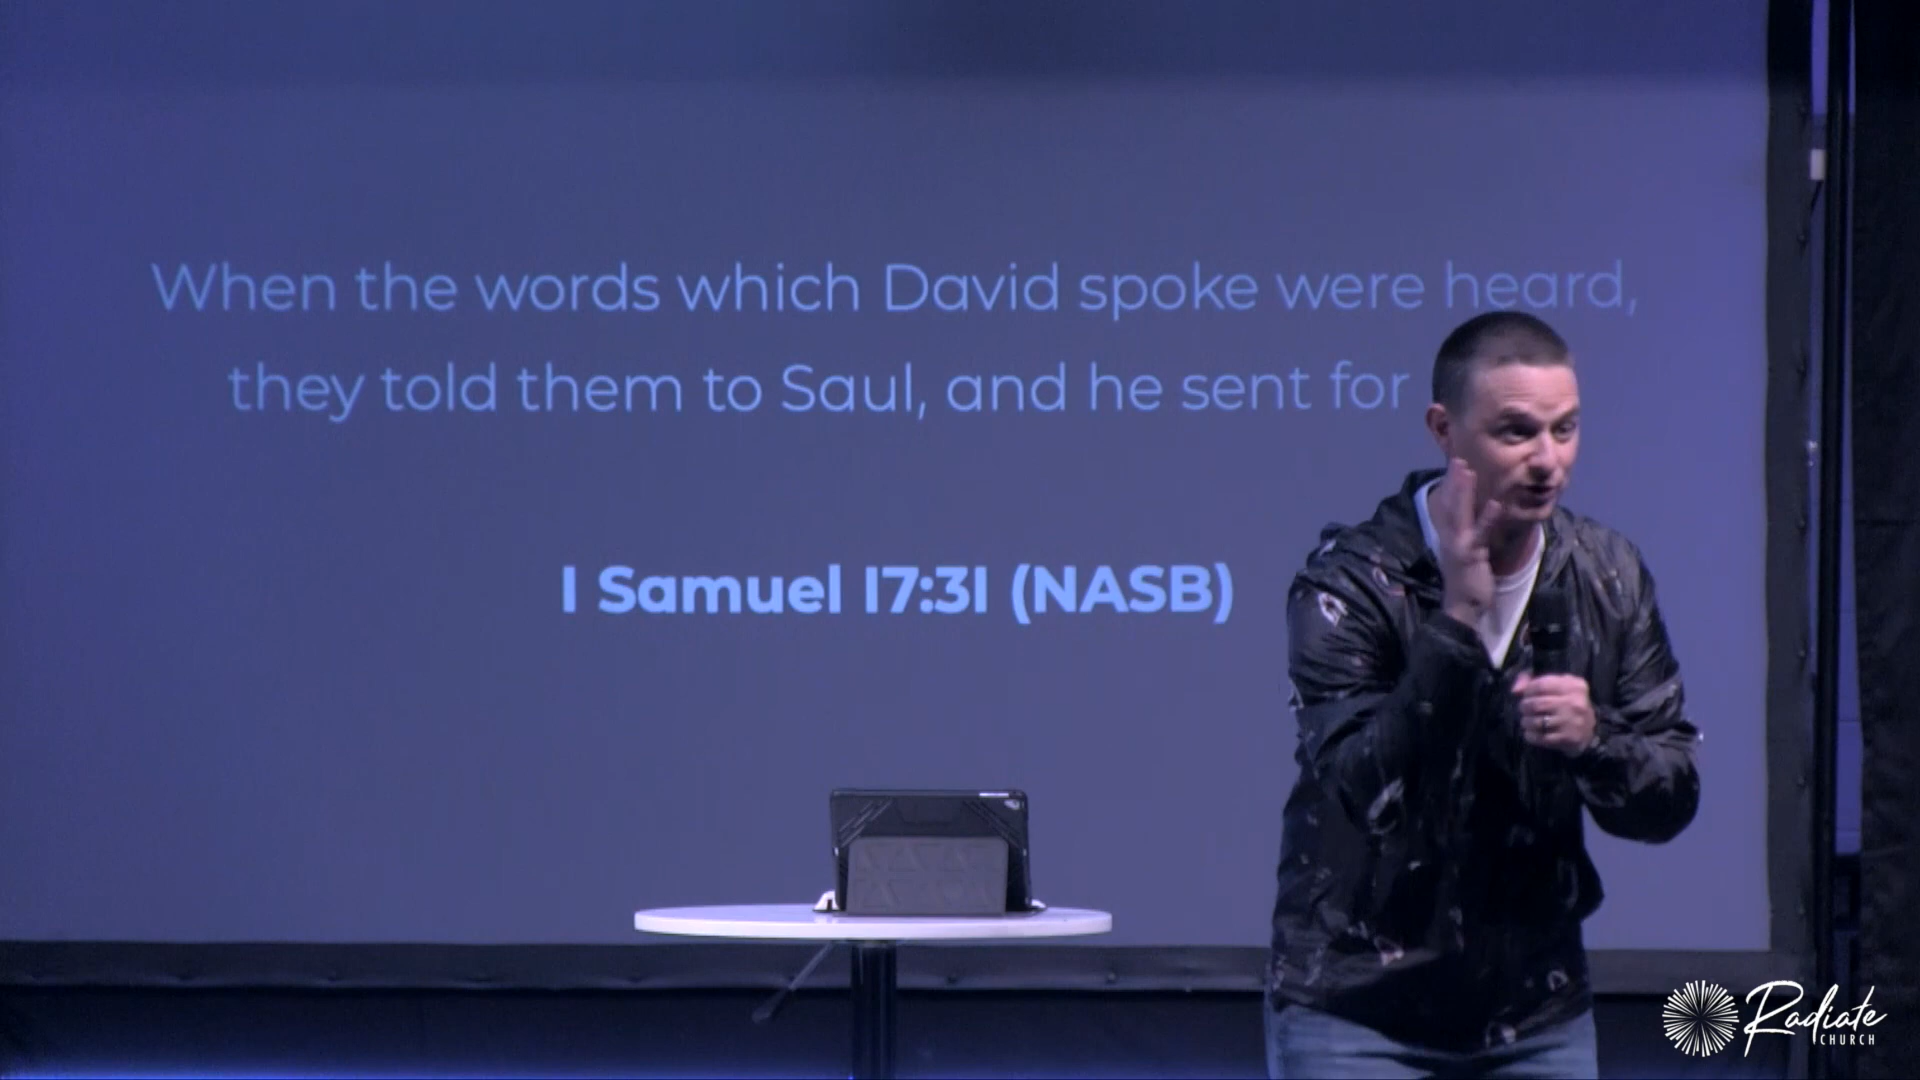 When the words which David spoke were heard,
they told them to Saul, and he sent for
I Samuel 17:31 (NASB)
Radiate
CHURCH